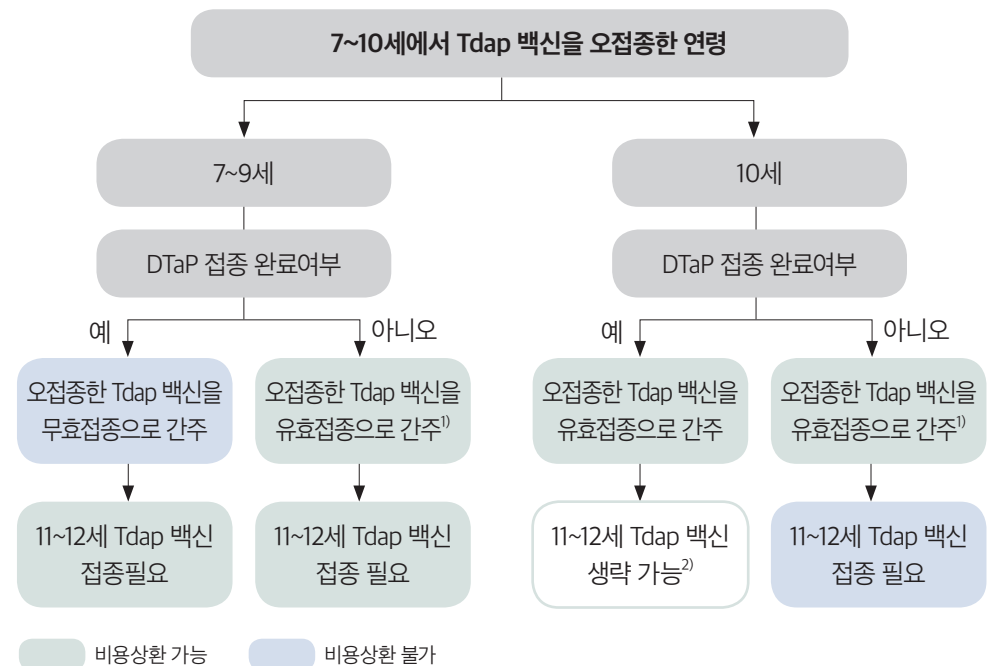 7~10세에서 Tdap 백신을 오접종한 연령
7~9세
10세
DTaP 접종 완료여부
DTaP 접종 완료여부
예
아니오
예
아니오
오접종한 Tdap 백신을
무효접종으로 간주
오접종한 Tdap 백신을
유효접종으로 간주1)
오접종한 Tdap 백신을
유효접종으로 간주
오접종한 Tdap 백신을
유효접종으로 간주1)
11~12세 Tdap 백신
접종필요
11~12세 Tdap 백신
접종 필요
11~12세 Tdap 백신
생략 가능2)
11~12세 Tdap 백신
접종 필요
비용상환 가능
비용상환 불가